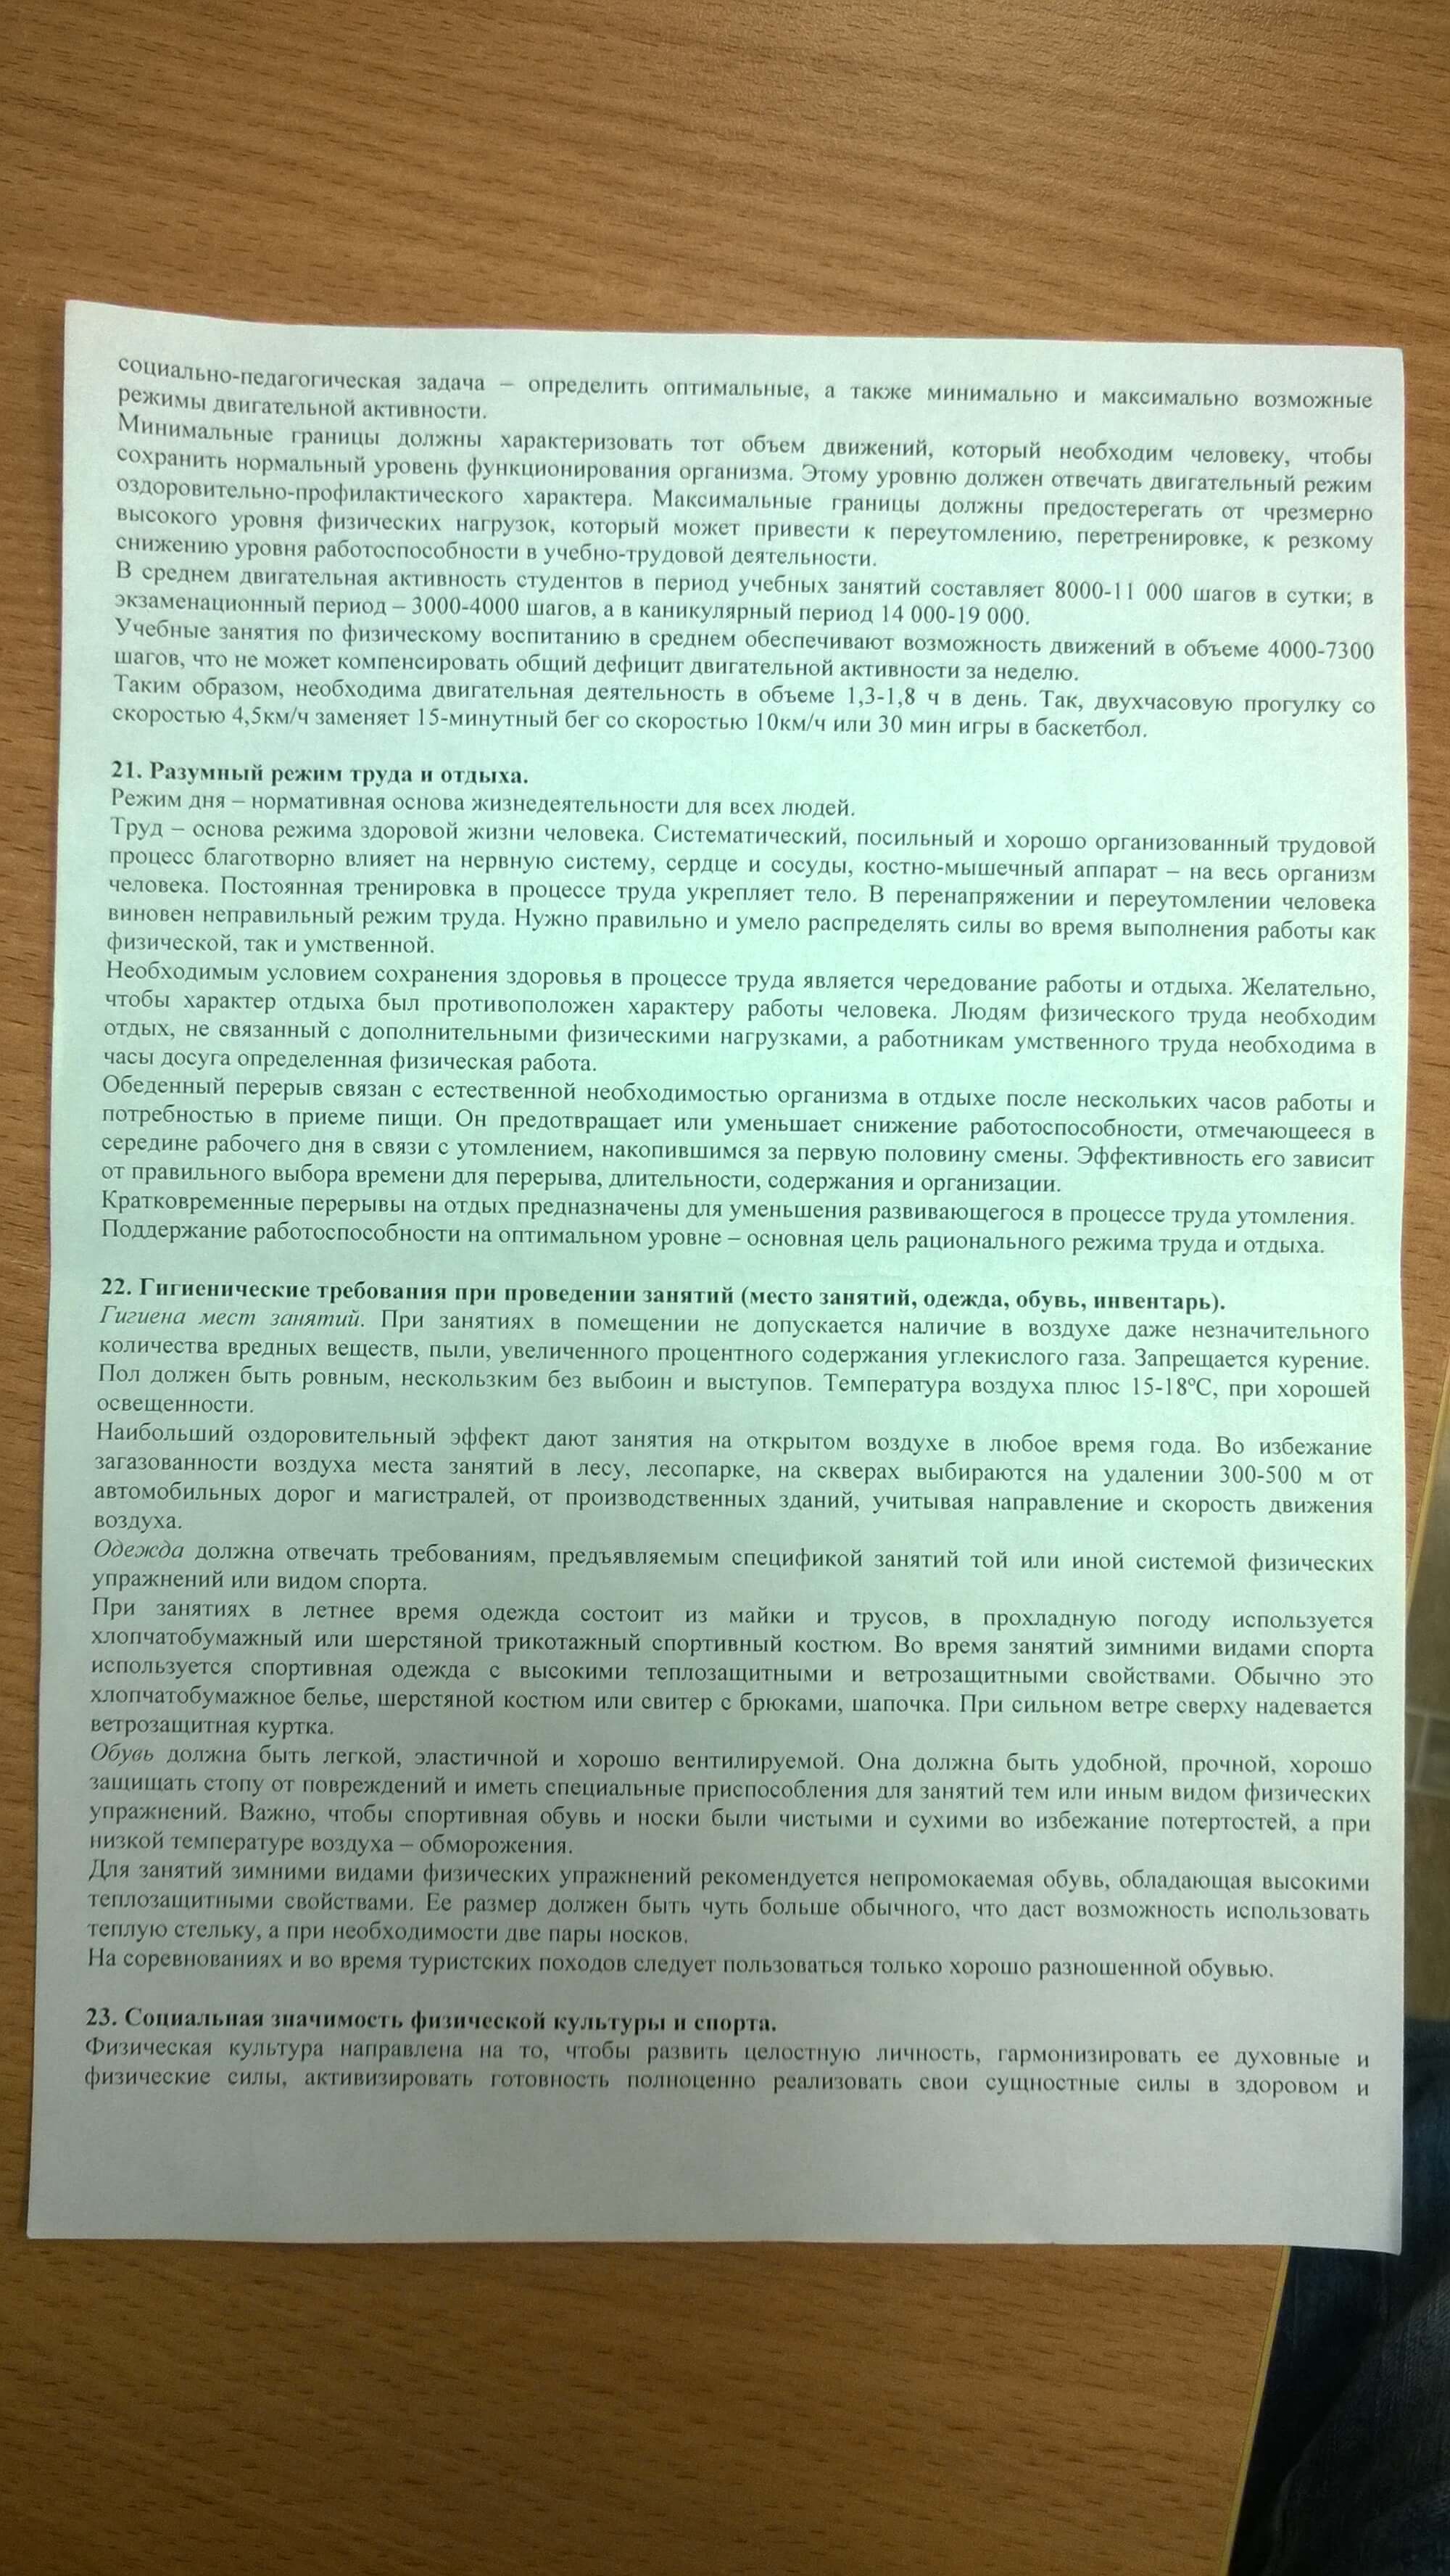 социально-педагогическая задача – определить оптимальные, а также минимально и максимально возможные
режимы двигательной активности.
Минимальные границы должны характеризовать тот объем движений, который необходим человеку, чтобы
сохранить нормальный уровень функционирования организма. Этому уровню должен отвечать двигательный режим
оздоровительно-профилактического характера. Максимальные границы должны предостерегать от чрезмерно
высокого уровня физических нагрузок, который может привести к переутомлению, перетренировке, к резкому
снижению уровня работоспособности в учебно-трудовой деятельности.
В среднем двигательная активность студентов в период учебных занятий составляет 8000-11 000 шагов в сутки; в
экзаменационный период – 3000-4000 шагов, а в каникулярный период 14 000-19 000.
Учебные занятия по физическому воспитанию в среднем обеспечивают возможность движений в объеме 4000-7300
шагов, что не может компенсировать общий дефицит двигательной активности за неделю.
Таким образом, необходима двигательная деятельность в объеме 1,3-1,8 ч в день. Так, двухчасовую прогулку со
скоростью 4,5км/ч заменяет 15-минутный бег со скоростью 10км/ч или 30 мин игры в баскетбол.
21. Разумный режим труда и отдыха.
Режим дня – нормативная основа жизнедеятельности для всех людей.
Труд – основа режима здоровой жизни человека. Систематический, посильный и хорошо организованный трудовой
процесс благотворно влияет на нервную систему, сердце и сосуды, костно-мышечный аппарат – на весь организм
человека. Постоянная тренировка в процессе труда укрепляет тело. В перенапряжении и переутомлении человека
виновен неправильный режим труда. Нужно правильно и умело распределять силы во время выполнения работы как
физической, так и умственной.
Необходимым условием сохранения здоровья в процессе труда является чередование работы и отдыха. Желательно,
чтобы характер отдыха был противоположен характеру работы человека. Людям физического труда необходим
отдых, не связанный с дополнительными физическими нагрузками, а работникам умственного труда необходима в
часы досуга определенная физическая работа.
Обеденный перерыв связан с естественной необходимостью организма в отдыхе после нескольких часов работы и
потребностью в приеме пищи. Он предотвращает или уменьшает снижение работоспособности, отмечающееся в
середине рабочего дня в связи с утомлением, накопившимся за первую половину смены. Эффективность его зависит
от правильного выбора времени для перерыва, длительности, содержания и организации.
Кратковременные перерывы на отдых предназначены для уменьшения развивающегося в процессе труда утомления.
Поддержание работоспособности на оптимальном уровне – основная цель рационального режима труда и отдыха.
22. Гигиенические требования при проведении занятий (место занятий, одежда, обувь, инвентарь).
Гигиена мест занятий. При занятиях в помещении не допускается наличие в воздухе даже незначительного
количества вредных веществ, пыли, увеличенного процентного содержания углекислого газа. Запрещается курение.
Пол должен быть ровным, нескользким без выбоин и выступов. Температура воздуха плюс 15-18°С, при хорошей
освещенности.
Наибольший оздоровительный эффект дают занятия на открытом воздухе в любое время года. Во избежание
загазованности воздуха места занятий в лесу, лесопарке, на скверах выбираются на удалении 300-500 м от
автомобильных дорог и магистралей, от производственных зданий, учитывая направление и скорость движения
воздуха.
Одежда должна отвечать требованиям, предъявляемым спецификой занятий той или иной системой физических
упражнений или видом спорта.
При занятиях в летнее время одежда состоит из майки и трусов, в прохладную погоду используется
хлопчатобумажный или шерстяной трикотажный спортивный костюм. Во время занятий зимними видами спорта
используется спортивная одежда с высокими теплозащитными и ветрозащитными свойствами. Обычно это
хлопчатобумажное белье, шерстяной костюм или свитер с брюками, шапочка. При сильном ветре сверху надевается
ветрозащитная куртка.
Обувь должна быть легкой, эластичной и хорошо вентилируемой. Она должна быть удобной, прочной, хорошо
защищать стопу от повреждений и иметь специальные приспособления для занятий тем или иным видом физических
упражнений. Важно, чтобы спортивная обувь и носки были чистыми и сухими во избежание потертостей, а при
низкой температуре воздуха – обморожения.
Для занятий зимними видами физических упражнений рекомендуется непромокаемая обувь, обладающая высокими
теплозащитными свойствами. Ее размер должен быть чуть больше обычного, что даст возможность использовать
теплую стельку, а при необходимости две пары носков.
На соревнованиях и во время туристских походов следует пользоваться только хорошо разношенной обувью.
23. Социальная значимость физической культуры и спорта.
Физическая культура направлена на то, чтобы развить целостную личность, гармонизировать ее духовные и
физические силы, активизировать готовность полноценно реализовать свои сущностные силы в здоровом и